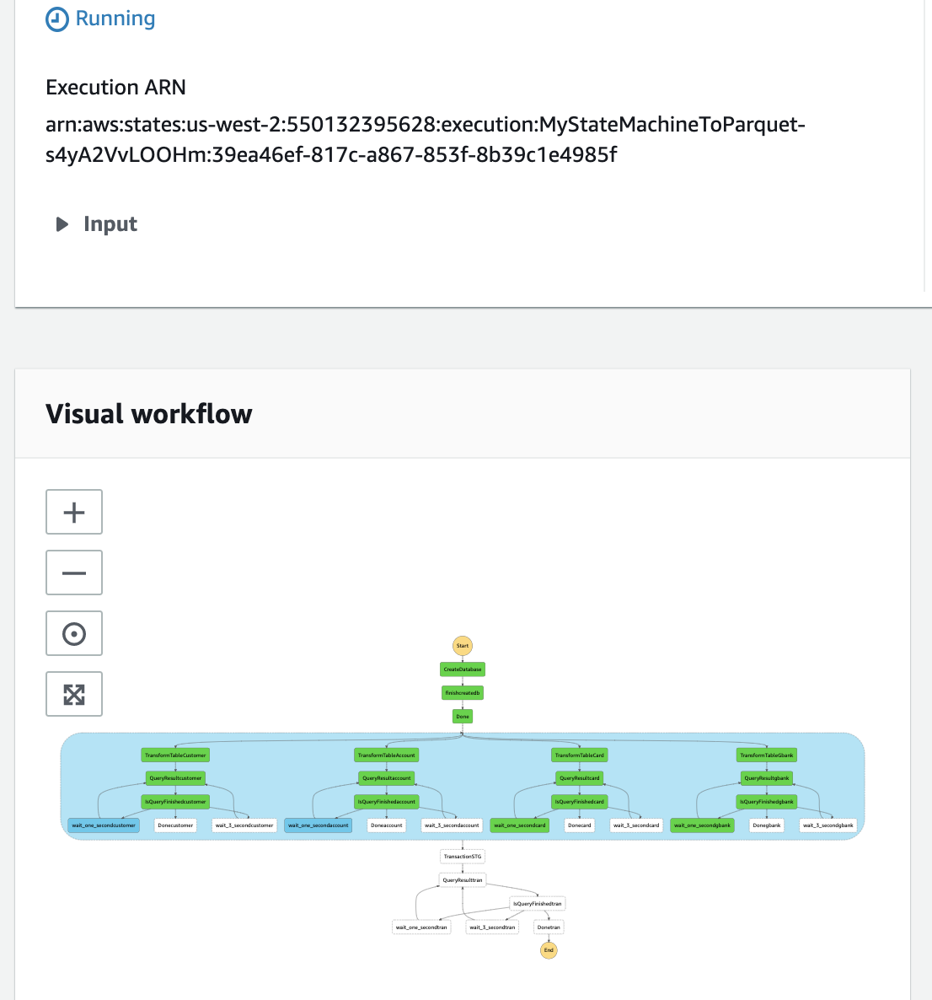 Running
Execution ARN
arn:aws:states:us-west-2:550132395628:execution:MyStateMachineToParquet-
s4yA2VvLOOHm:39ea46ef-817c-a867-853f-8b39c1e4985f
Input
Visual workflow
Start
CreateDatabase
finishcreatedb
Done
TransformTableCustomer TransformTableAccount TransformTableCard TransformTableGbank
QueryResultcustomer QueryResultaccount QueryResultcard QueryResultgbank
IsQueryFinishedcustomer IsQueryFinishedaccount IsQueryFinishedcard IsQueryFinishedgbank
wait_one_secondcustomer Donecustomer wait_3_secondcustomer wait_one_secondaccount Doneaccount wait_3_secondaccount wait_one_secondcard Donecard wait_3_secondcard wait_one_secondgbank Donegbank wait_3_secondgbank
TransactionSTG
QueryResulttran
IsQueryFinishedtran
wait_one_secondtran wait_3_secondtran Donetran
End